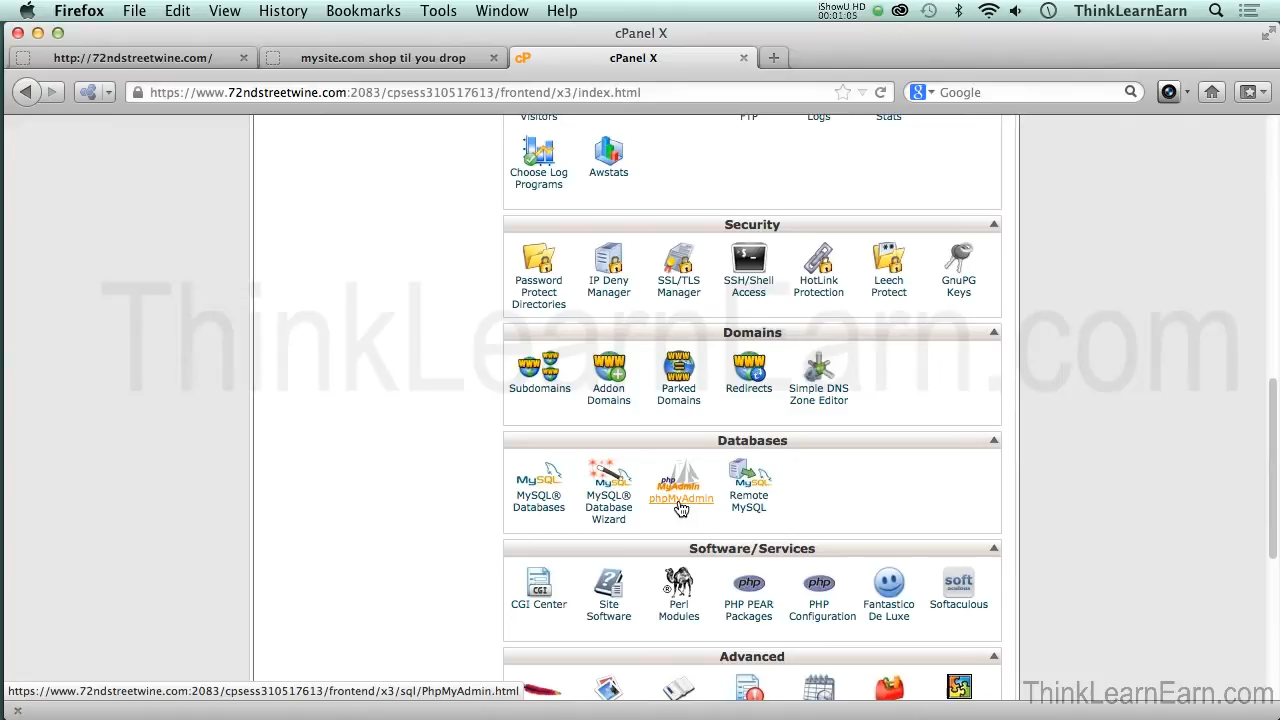 Firefox File Edit View History Bookmarks Tools Window Help iShowU HD 00:01:05 ThinkLearnEarn
cPanel X
http://72ndstreetwine.com/ mysite.com shop til you drop cP cPanel X
https://www.72ndstreetwine.com:2083/cpsess310517613/frontend/x3/index.html Google
Visitors FTP Logs Stats
Choose Log Programs
Awstats
Security
Password Protect Directories
IP Deny Manager
SSL/TLS Manager
SSH/Shell Access
HotLink Protection
Leech Protect
GnuPG Keys
ThinkLearnEarn.com
Domains
Subdomains
Addon Domains
Parked Domains
Redirects
Simple DNS Zone Editor
Databases
MySQL® Databases
MySQL® Database Wizard
phpMyAdmin
Remote MySQL
Software/Services
CGI Center
Site Software
Perl Modules
PHP PEAR Packages
PHP Configuration
Fantastico De Luxe
Softaculous
Advanced
https://www.72ndstreetwine.com:2083/cpsess310517613/frontend/x3/sql/PhpMyAdmin.html
ThinkLearnEarn.com